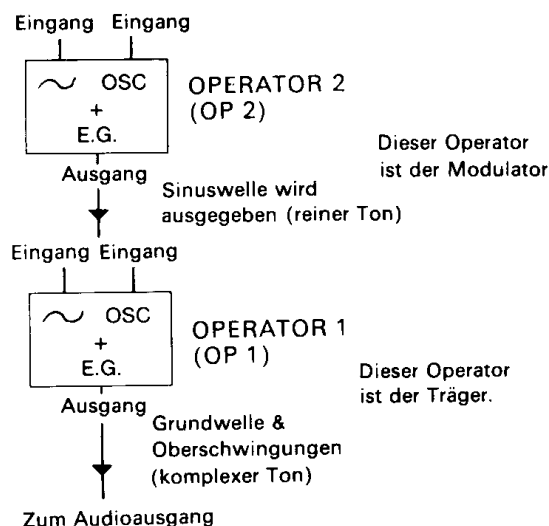 Eingang Eingang
∼ OSC
+
E.G.
OPERATOR 2
(OP 2)
Dieser Operator
ist der Modulator
Ausgang
Sinuswelle wird
ausgegeben (reiner Ton)
Eingang Eingang
∼ OSC
+
E.G.
OPERATOR 1
(OP 1)
Dieser Operator
ist der Träger.
Ausgang
Grundwelle &
Oberschwingungen
(komplexer Ton)
Zum Audioausgang